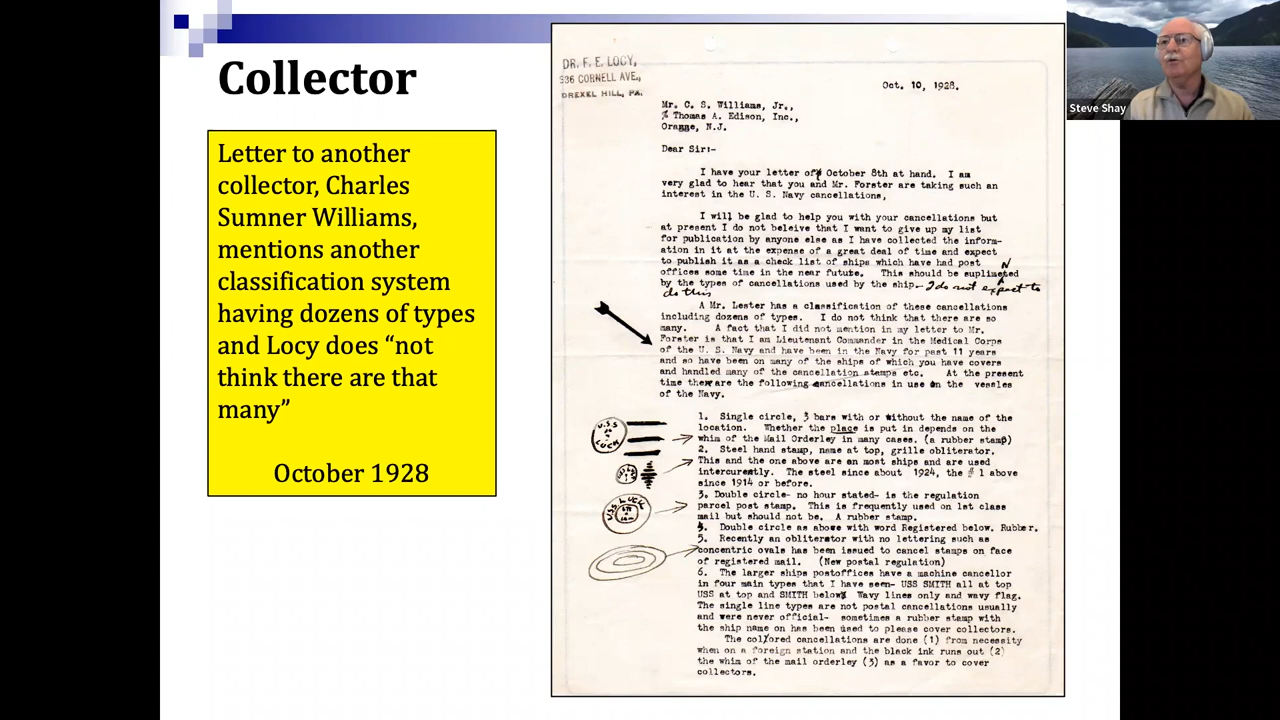 Collector
Letter to another
collector, Charles
Sumner Williams,
mentions another
classification system
having dozens of types
and Locy does “not
think there are that
many”
October 1928
DR. F. E. LOCY,
936 CORNELL AVE.,
DREXEL HILL, PA.
Oct. 10, 1928.
Mr. C. S. Williams, Jr.,
% Thomas A. Edison, Inc.,
Orange, N.J.
Dear Sir:-
I have your letter of October 8th at hand. I am
very glad to hear that you and Mr. Forster are taking such an
interest in the U. S. Navy cancellations,
I will be glad to help you with your cancellations but
at present I do not beleive that I want to give up my list
for publication by anyone else as I have collected the inform-
ation in it at the expense of a great deal of time and expect
to publish it as a check list of ships which have had post
offices some time in the near future. This should be suplimented
by the types of cancellations used by the ship.- I do not expect to
do this
A Mr. Lester has a classification of these cancellations
including dozens of types. I do not think that there are so
many. A fact that I did not mention in my letter to Mr.
Forster is that I am Lieutenant Commander in the Medical Corps
of the U. S. Navy and have been in the Navy for past 11 years
and so have been on many of the ships of which you have covers
and handled many of the cancellation stamps etc. At the present
time there are the following cancellations in use on the vessles
of the Navy.
1. Single circle, 3 bars with or without the name of the
location. Whether the place is put in depends on the
whim of the Mail Orderley in many cases. (a rubber stamp)
2. Steel hand stamp, name at top, grille obliterator.
This and the one above are on most ships and are used
intercurently. The steel since about 1924, the # 1 above
since 1914 or before.
3. Double circle- no hour stated- is the regulation
parcel post stamp. This is frequently used on 1st class
mail but should not be. A rubber stamp.
4. Double circle as above with word Registered below. Rubber.
5. Recently an obliterator with no lettering such as
concentric ovals has been issued to cancel stamps on face
of registered mail. (New postal regulation)
6. The larger ships postoffices have a machine cancellor
in four main types that I have seen- USS SMITH all at top
USS at top and SMITH below. Wavy lines only and wavy flag.
The single line types are not postal cancellations usually
and were never official- sometimes a rubber stamp with
the ship name on has been used to please cover collectors.
The colored cancellations are done (1) from necessity
when on a foreign station and the black ink runs out (2)
the whim of the mail orderley (3) as a favor to cover
collectors.
U.S.S
LUCK
USS LUCK
Steve Shay